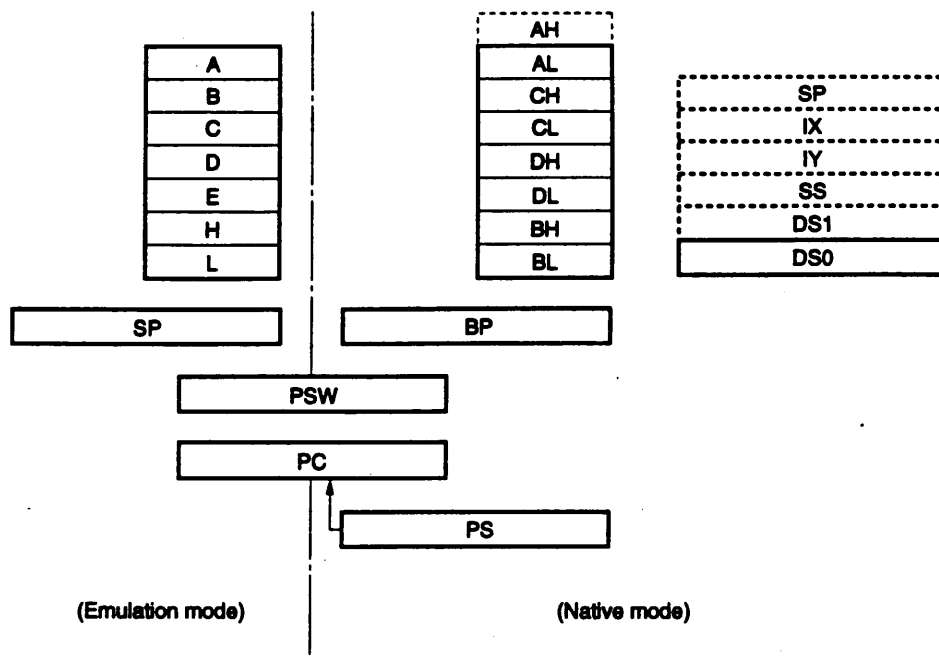 AH
A
AL
B
CH
SP
C
CL
IX
D
DH
IY
E
DL
SS
H
BH
DS1
L
BL
DS0
SP
BP
PSW
PC
PS
(Emulation mode)
(Native mode)